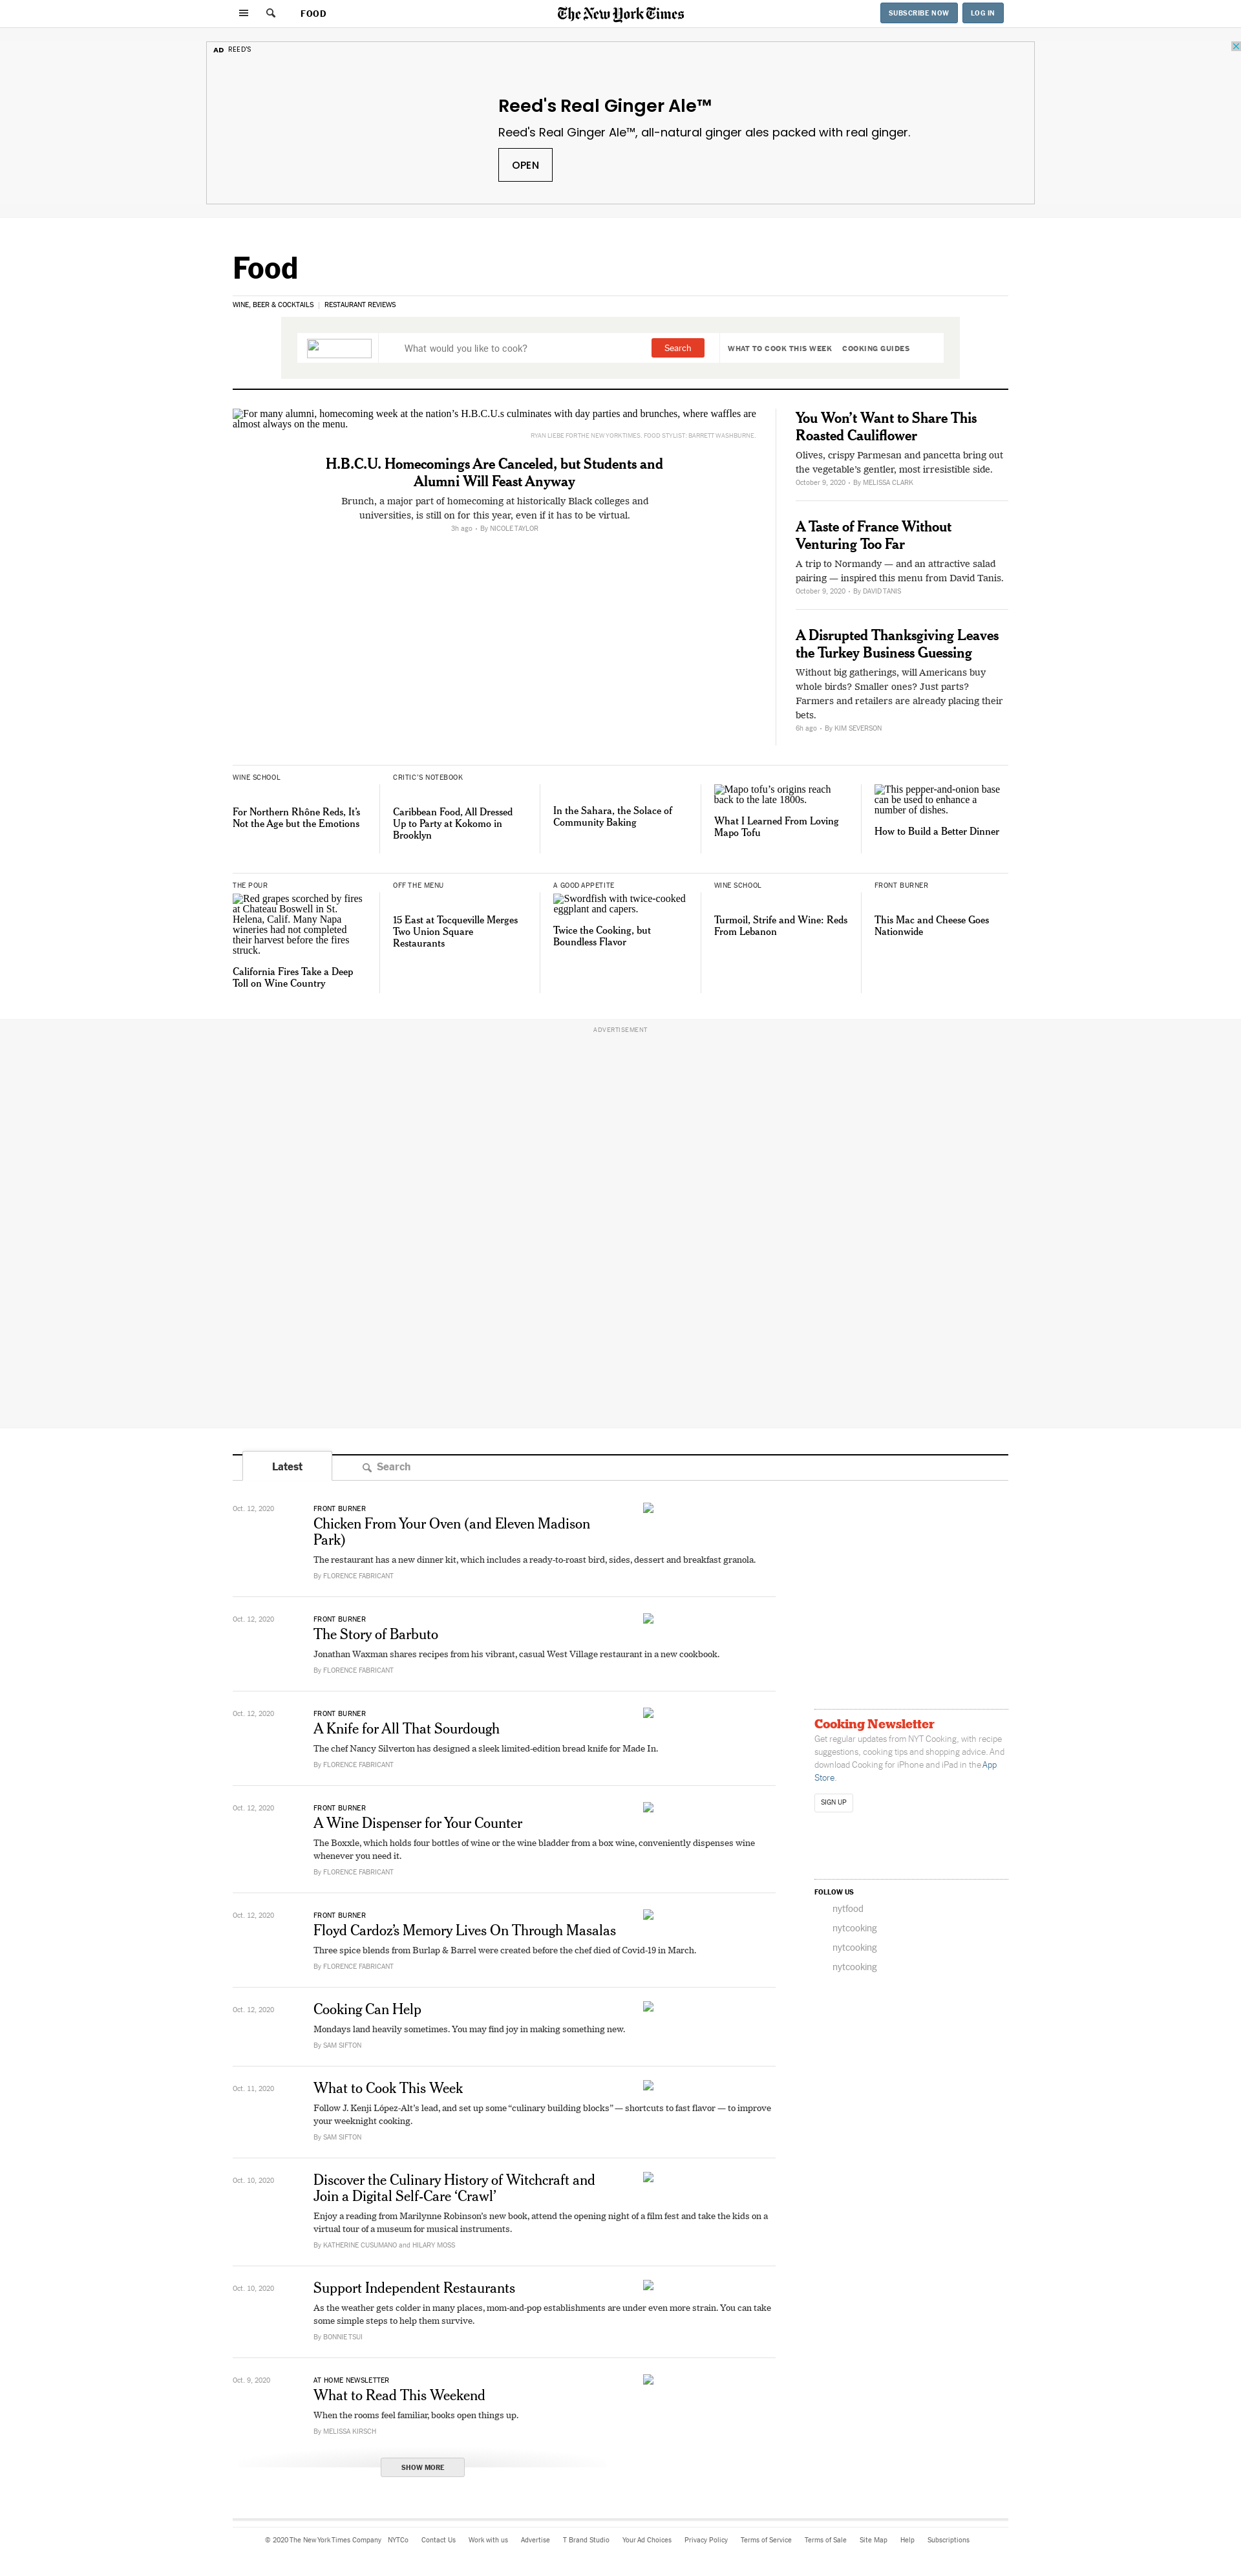 FOOD
The New York Times
SUBSCRIBE NOW
LOG IN
AD REED'S
Reed's Real Ginger Ale™
Reed's Real Ginger Ale™, all-natural ginger ales packed with real ginger.
OPEN
Food
WINE, BEER & COCKTAILS | RESTAURANT REVIEWS
What would you like to cook?
Search
WHAT TO COOK THIS WEEK
COOKING GUIDES
For many alumni, homecoming week at the nation's H.B.C.U.s culminates with day parties and brunches, where waffles are
almost always on the menu.
RYAN LIEBE FOR THE NEW YORK TIMES. FOOD STYLIST: BARRETT WASHBURNE.
H.B.C.U. Homecomings Are Canceled, but Students and
Alumni Will Feast Anyway
Brunch, a major part of homecoming at historically Black colleges and
universities, is still on for this year, even if it has to be virtual.
3h ago - By NICOLE TAYLOR
You Won't Want to Share This
Roasted Cauliflower
Olives, crispy Parmesan and pancetta bring out
the vegetable's gentler, most irresistible side.
October 9, 2020 - By MELISSA CLARK
A Taste of France Without
Venturing Too Far
A trip to Normandy — and an attractive salad
pairing — inspired this menu from David Tanis.
October 9, 2020 - By DAVID TANIS
A Disrupted Thanksgiving Leaves
the Turkey Business Guessing
Without big gatherings, will Americans buy
whole birds? Smaller ones? Just parts?
Farmers and retailers are already placing their
bets.
6h ago - By KIM SEVERSON
WINE SCHOOL
For Northern Rhône Reds, It's
Not the Age but the Emotions
CRITIC'S NOTEBOOK
Caribbean Food, All Dressed
Up to Party at Kokomo in
Brooklyn
In the Sahara, the Solace of
Community Baking
Mapo tofu's origins reach
back to the late 1800s.
What I Learned From Loving
Mapo Tofu
This pepper-and-onion base
can be used to enhance a
number of dishes.
How to Build a Better Dinner
THE POUR
Red grapes scorched by fires
at Chateau Boswell in St.
Helena, Calif. Many Napa
wineries had not completed
their harvest before the fires
struck.
California Fires Take a Deep
Toll on Wine Country
OFF THE MENU
15 East at Tocqueville Merges
Two Union Square
Restaurants
A GOOD APPETITE
Swordfish with twice-cooked
eggplant and capers.
Twice the Cooking, but
Boundless Flavor
WINE SCHOOL
Turmoil, Strife and Wine: Reds
From Lebanon
FRONT BURNER
This Mac and Cheese Goes
Nationwide
ADVERTISEMENT
Latest
Search
Oct. 12, 2020
FRONT BURNER
Chicken From Your Oven (and Eleven Madison
Park)
The restaurant has a new dinner kit, which includes a ready-to-roast bird, sides, dessert and breakfast granola.
By FLORENCE FABRICANT
Oct. 12, 2020
FRONT BURNER
The Story of Barbuto
Jonathan Waxman shares recipes from his vibrant, casual West Village restaurant in a new cookbook.
By FLORENCE FABRICANT
Oct. 12, 2020
FRONT BURNER
A Knife for All That Sourdough
The chef Nancy Silverton has designed a sleek limited-edition bread knife for Made In.
By FLORENCE FABRICANT
Oct. 12, 2020
FRONT BURNER
A Wine Dispenser for Your Counter
The Boxxle, which holds four bottles of wine or the wine bladder from a box wine, conveniently dispenses wine
whenever you need it.
By FLORENCE FABRICANT
Oct. 12, 2020
FRONT BURNER
Floyd Cardoz's Memory Lives On Through Masalas
Three spice blends from Burlap & Barrel were created before the chef died of Covid-19 in March.
By FLORENCE FABRICANT
Oct. 12, 2020
Cooking Can Help
Mondays land heavily sometimes. You may find joy in making something new.
By SAM SIFTON
Oct. 11, 2020
What to Cook This Week
Follow J. Kenji López-Alt's lead, and set up some “culinary building blocks” — shortcuts to fast flavor — to improve
your weeknight cooking.
By SAM SIFTON
Oct. 10, 2020
Discover the Culinary History of Witchcraft and
Join a Digital Self-Care ‘Crawl’
Enjoy a reading from Marilynne Robinson's new book, attend the opening night of a film fest and take the kids on a
virtual tour of a museum for musical instruments.
By KATHERINE CUSUMANO and HILARY MOSS
Oct. 10, 2020
Support Independent Restaurants
As the weather gets colder in many places, mom-and-pop establishments are under even more strain. You can take
some simple steps to help them survive.
By BONNIE TSUI
Oct. 9, 2020
AT HOME NEWSLETTER
What to Read This Weekend
When the rooms feel familiar, books open things up.
By MELISSA KIRSCH
SHOW MORE
Cooking Newsletter
Get regular updates from NYT Cooking, with recipe
suggestions, cooking tips and shopping advice. And
download Cooking for iPhone and iPad in the App
Store.
SIGN UP
FOLLOW US
nytfood
nytcooking
nytcooking
nytcooking
© 2020 The New York Times Company NYTCo Contact Us Work with us Advertise T Brand Studio Your Ad Choices Privacy Policy Terms of Service Terms of Sale Site Map Help Subscriptions